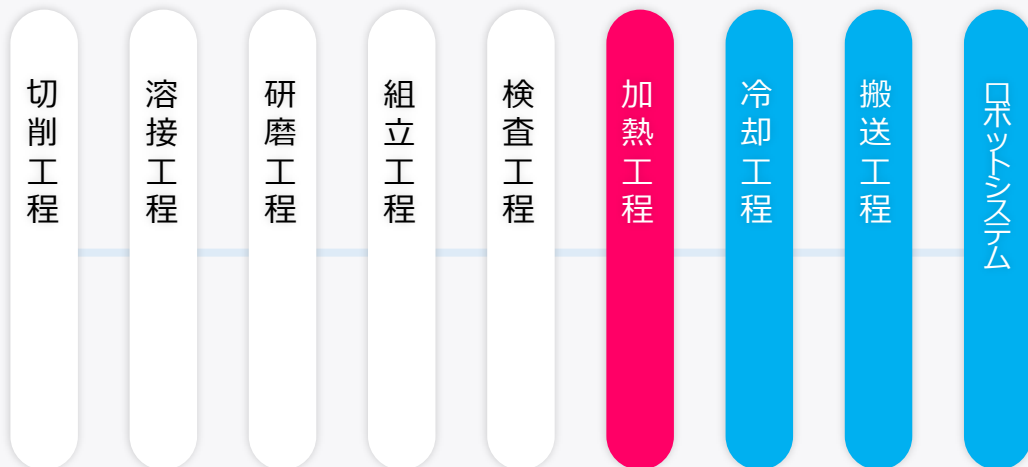 切削工程
溶接工程
研磨工程
組立工程
検査工程
加熱工程
冷却工程
搬送工程
ロボットシステム